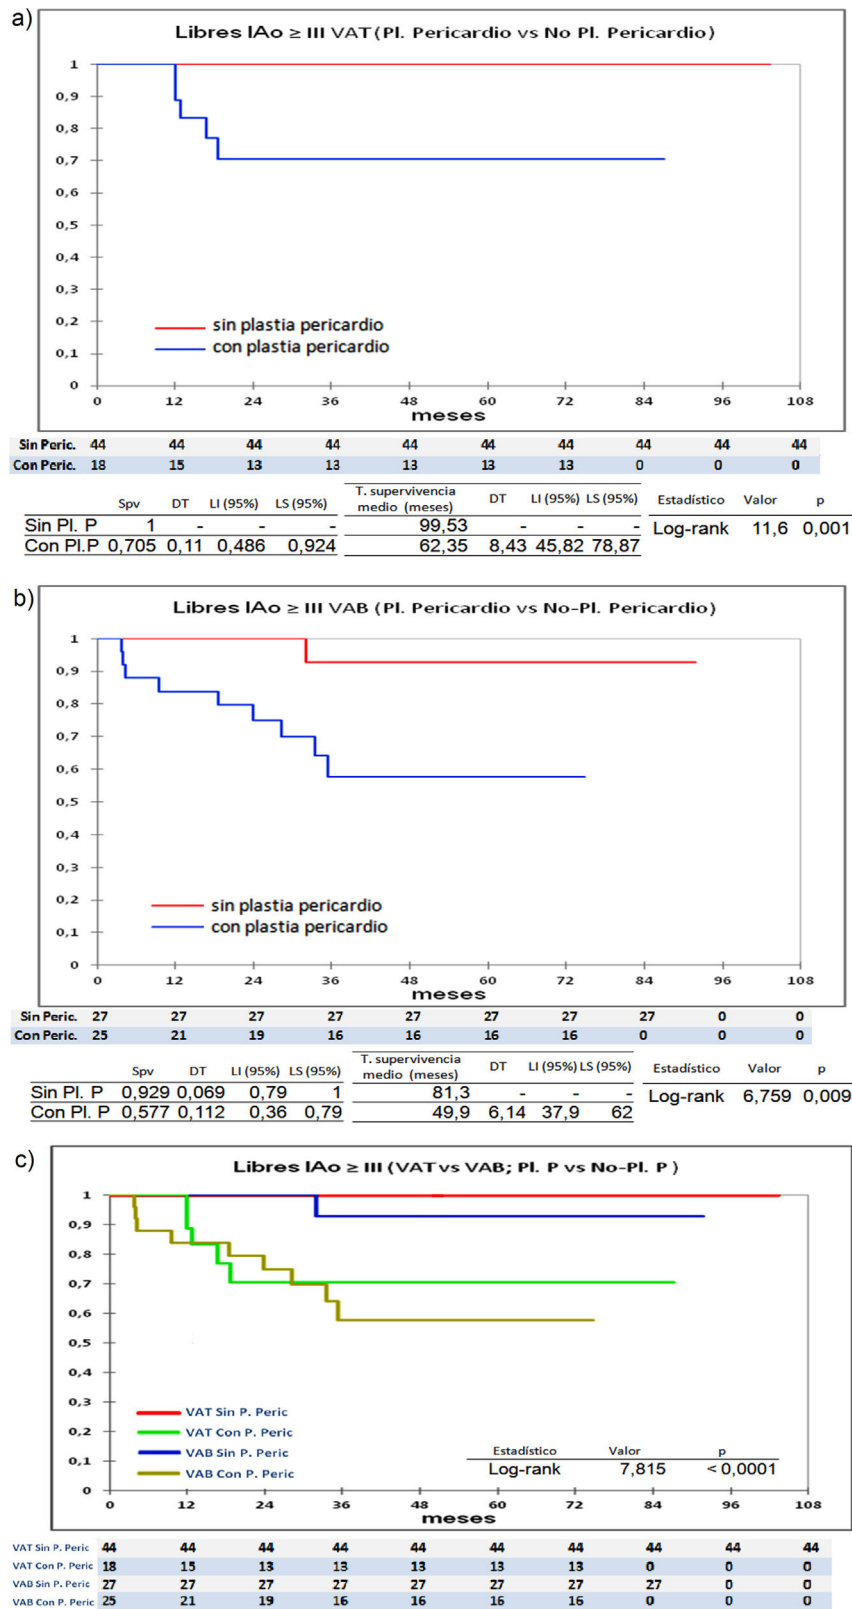 a)
Libres IAo ≥ III VAT (Pl. Pericardio vs No Pl. Pericardio)
1
0,9
0,8
0,7
0,6
0,5
0,4
0,3
0,2
0,1
0
sin plastia pericardio
con plastia pericardio
0 12 24 36 48 60 72 84 96 108
meses
Sin Peric. 44 44 44 44 44 44 44 44 44 44
Con Peric. 18 15 13 13 13 13 13 0 0 0
Spv DT LI (95%) LS (95%) T. supervivencia medio (meses) DT LI (95%) LS (95%) Estadístico Valor p
Sin Pl. P 1 - - - 99,53 - - - Log-rank 11,6 0,001
Con Pl.P 0,705 0,11 0,486 0,924 62,35 8,43 45,82 78,87
b)
Libres IAo ≥ III VAB (Pl. Pericardio vs No-Pl. Pericardio)
1
0,9
0,8
0,7
0,6
0,5
0,4
0,3
0,2
0,1
0
sin plastia pericardio
con plastia pericardio
0 12 24 36 48 60 72 84 96 108
meses
Sin Peric. 27 27 27 27 27 27 27 27 0 0
Con Peric. 25 21 19 16 16 16 16 0 0 0
Spv DT LI (95%) LS (95%) T. supervivencia medio (meses) DT LI (95%) LS (95%) Estadístico Valor p
Sin Pl. P 0,929 0,069 0,79 1 81,3 - - - Log-rank 6,759 0,009
Con Pl. P 0,577 0,112 0,36 0,79 49,9 6,14 37,9 62
c)
Libres IAo ≥ III (VAT vs VAB; Pl. P vs No-Pl. P )
1
0,9
0,8
0,7
0,6
0,5
0,4
0,3
0,2
0,1
0
VAT Sin P. Peric
VAT Con P. Peric
VAB Sin P. Peric
VAB Con P. Peric
Estadístico Valor p
Log-rank 7,815 < 0,0001
0 12 24 36 48 60 72 84 96 108
meses
VAT Sin P. Peric 44 44 44 44 44 44 44 44 44 44
VAT Con P. Peric 18 15 13 13 13 13 13 0 0 0
VAB Sin P. Peric 27 27 27 27 27 27 27 27 0 0
VAB Con P. Peric 25 21 19 16 16 16 16 0 0 0